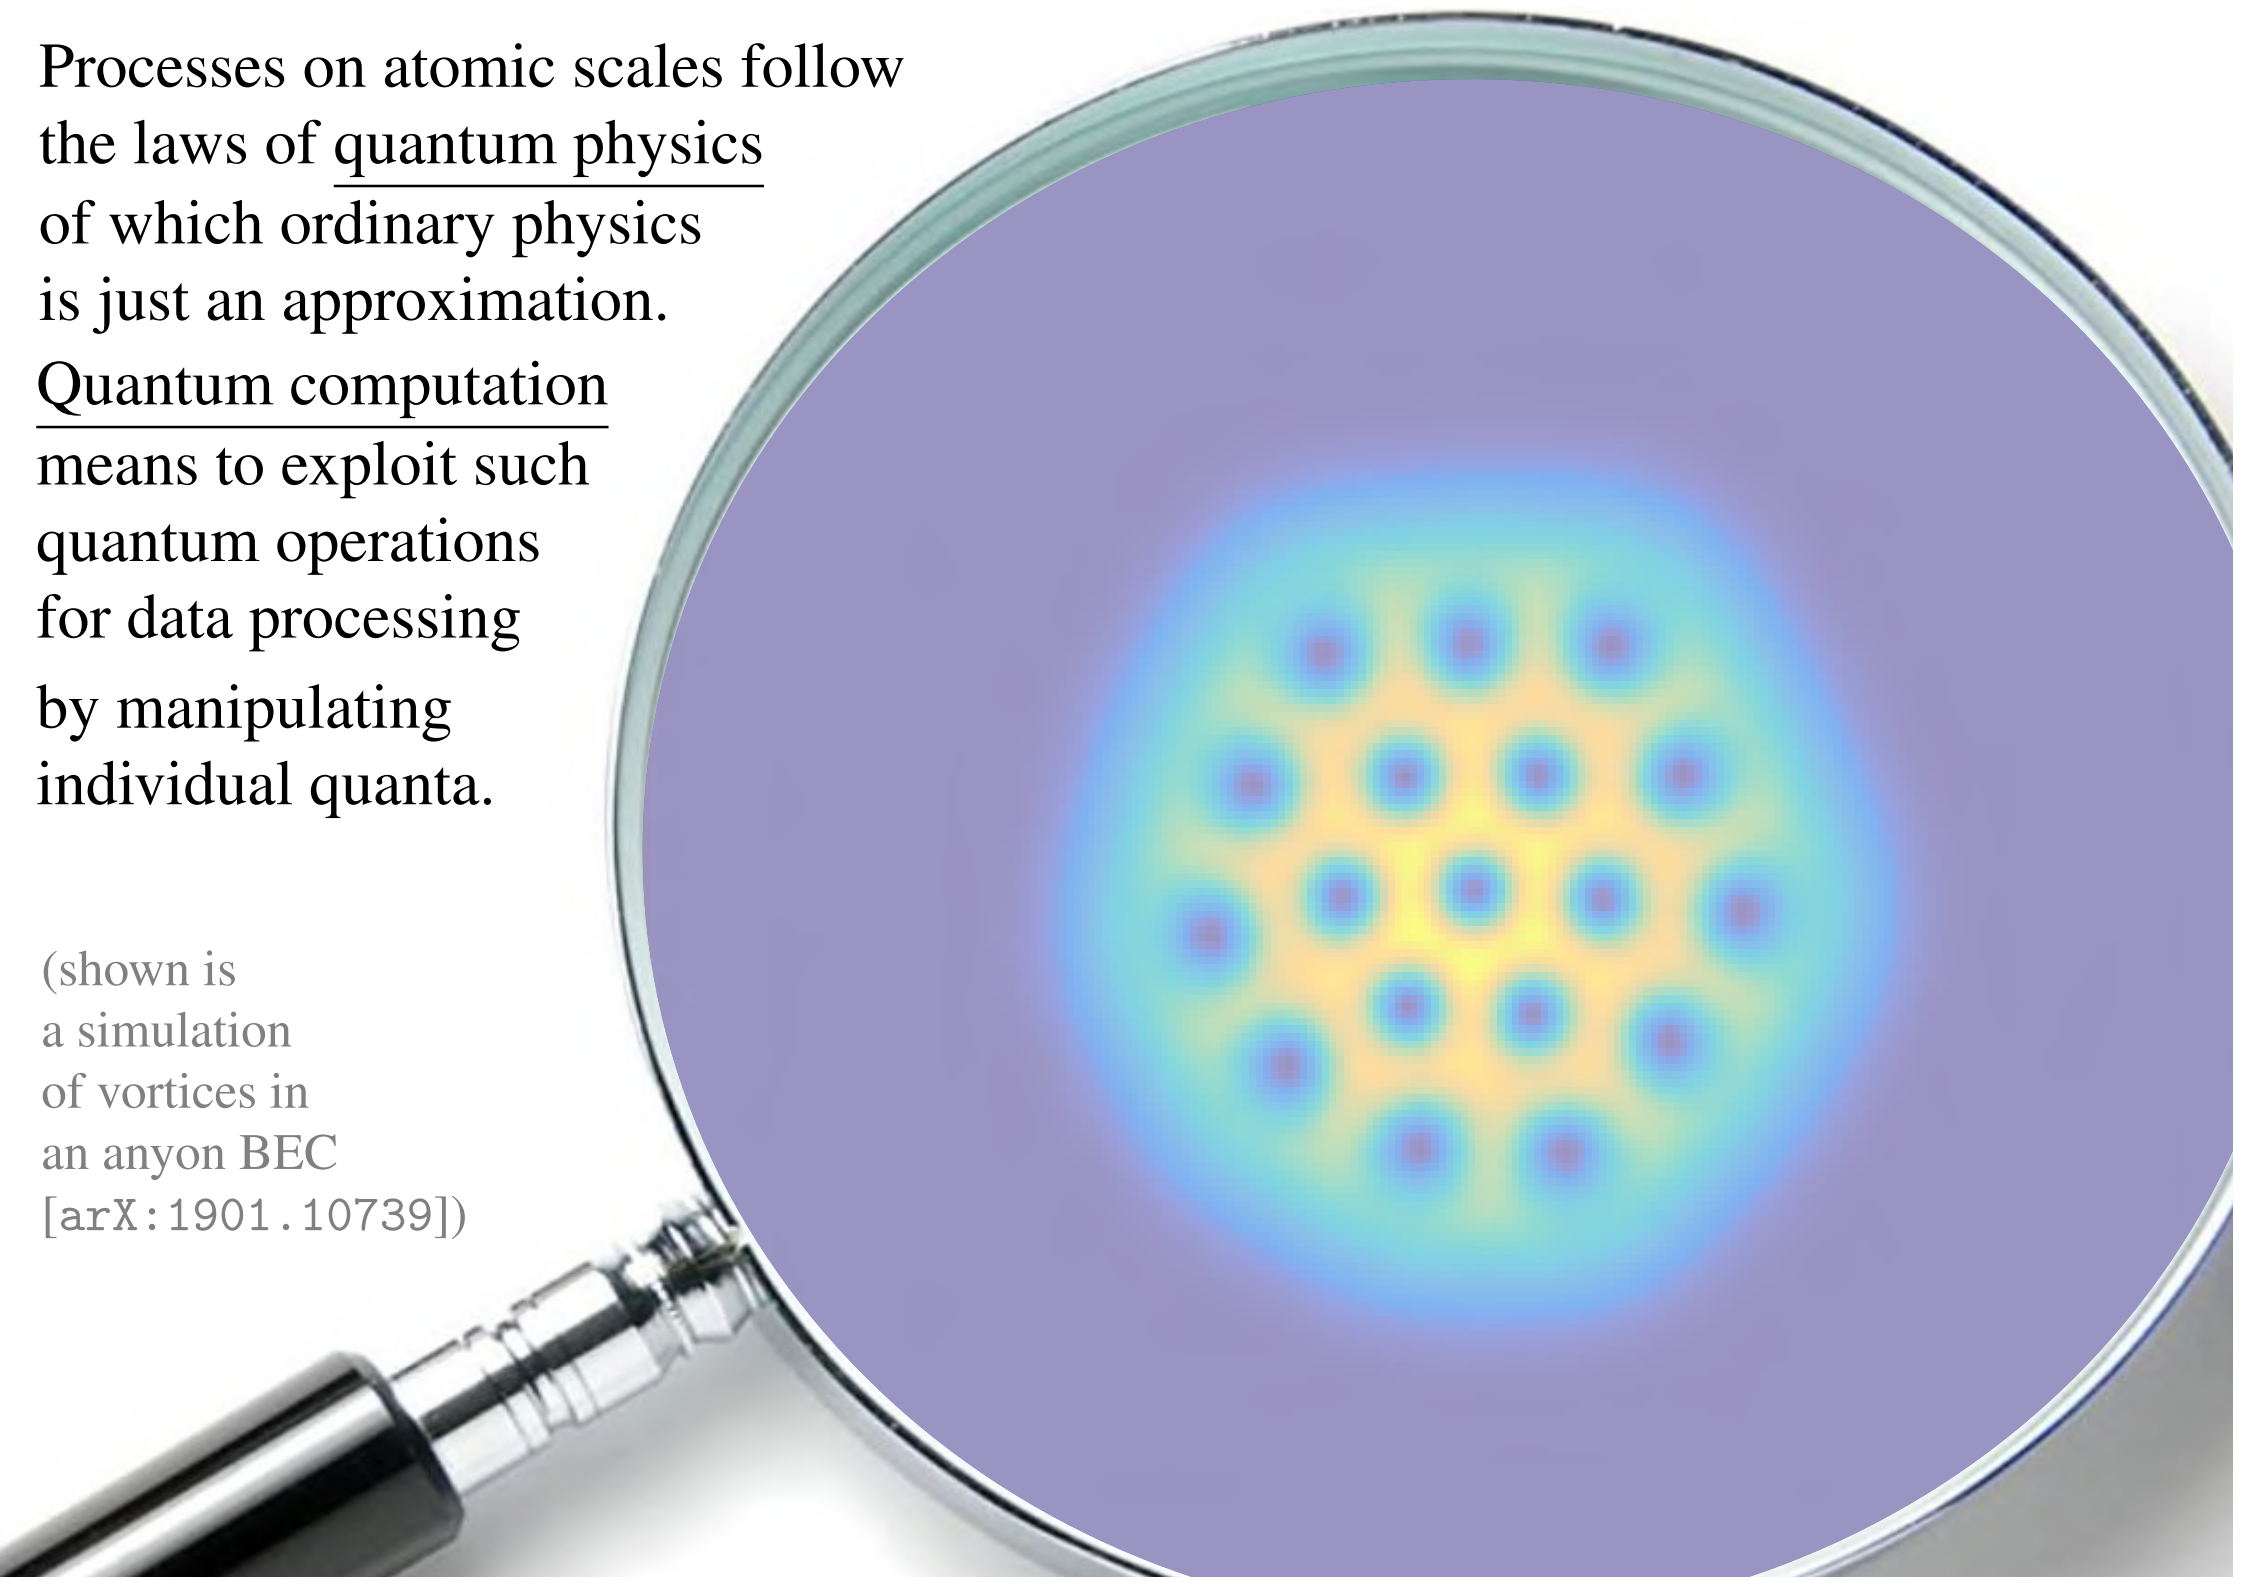 Processes on atomic scales follow
the laws of quantum physics
of which ordinary physics
is just an approximation.
Quantum computation
means to exploit such
quantum operations
for data processing
by manipulating
individual quanta.
(shown is
a simulation
of vortices in
an anyon BEC
[arX:1901.10739])